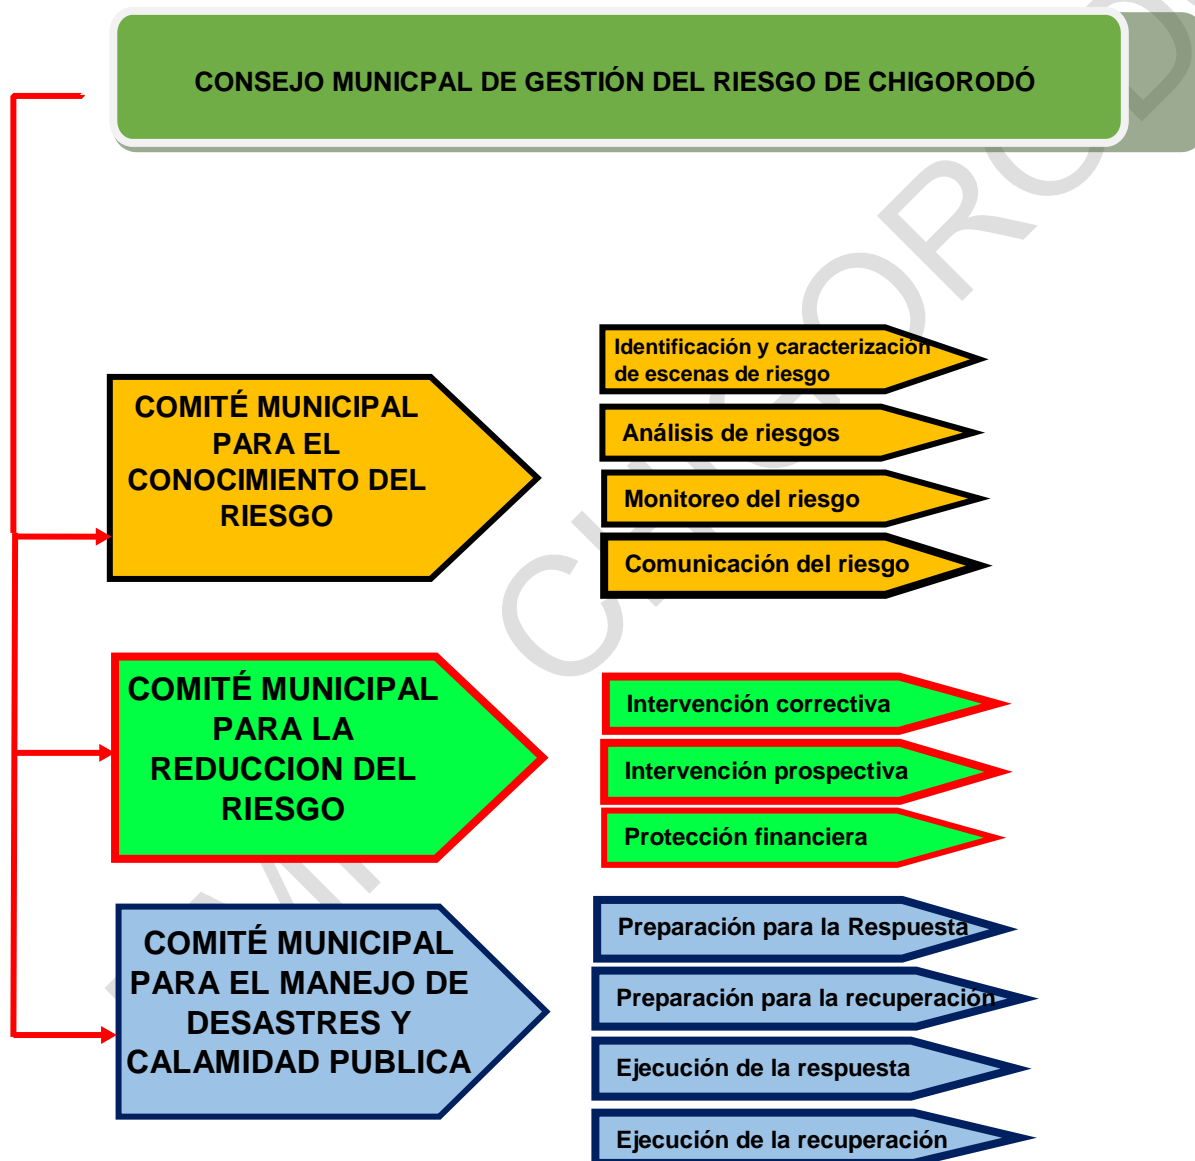 CONSEJO MUNICPAL DE GESTIÓN DEL RIESGO DE CHIGORODÓ
COMITÉ MUNICIPAL
PARA EL
CONOCIMIENTO DEL
RIESGO
Identificación y caracterización
de escenas de riesgo
Análisis de riesgos
Monitoreo del riesgo
Comunicación del riesgo
COMITÉ MUNICIPAL
PARA LA
REDUCCION DEL
RIESGO
Intervención correctiva
Intervención prospectiva
Protección financiera
COMITÉ MUNICIPAL
PARA EL MANEJO DE
DESASTRES Y
CALAMIDAD PUBLICA
Preparación para la Respuesta
Preparación para la recuperación
Ejecución de la respuesta
Ejecución de la recuperación